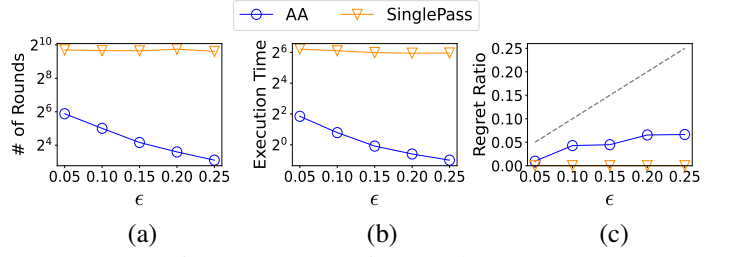 AA SinglePass
# of Rounds
2^10
2^8
2^6
2^4
0.05 0.10 0.15 0.20 0.25
ϵ
(a)
Execution Time
2^6
2^4
2^2
2^0
0.05 0.10 0.15 0.20 0.25
ϵ
(b)
Regret Ratio
0.25
0.20
0.15
0.10
0.05
0.00
0.05 0.10 0.15 0.20 0.25
ϵ
(c)